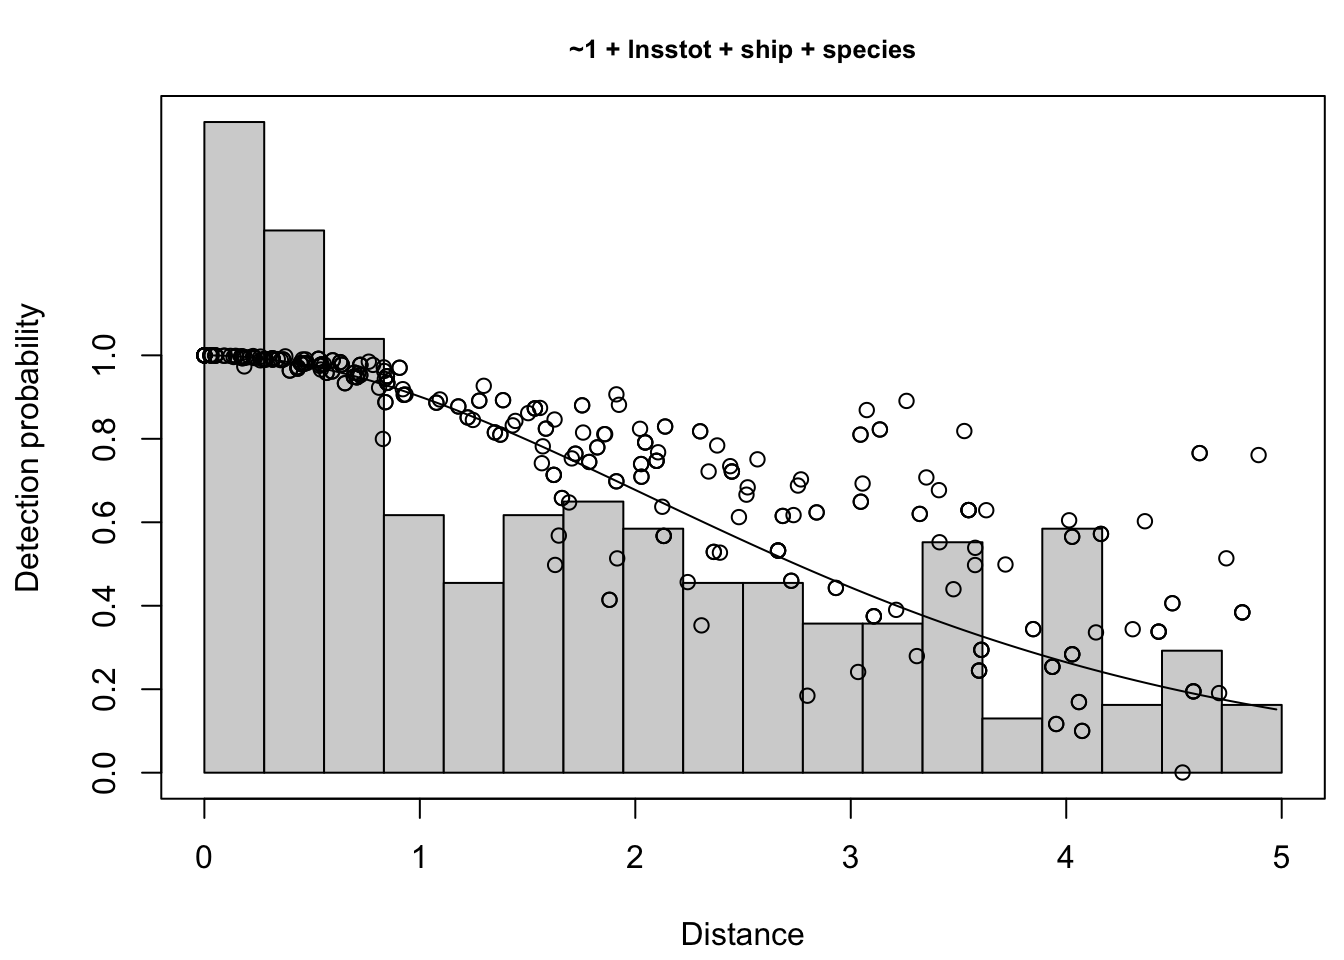 ~1 + lnsstot + ship + species
Detection probability
1.0
0.8
0.6
0.4
0.2
0.0
0 1 2 3 4 5
Distance